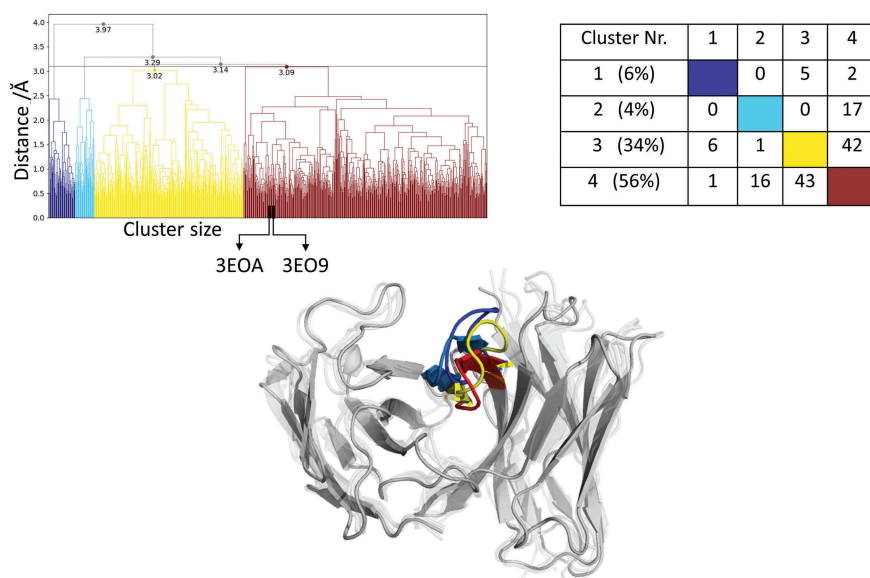 Distance /Å
4.0
3.5
3.0
2.5
2.0
1.5
1.0
0.5
0.0
3.97
3.29
3.14
3.02
3.09
Cluster size
3EOA 3EO9
Cluster Nr. 1 2 3 4
1 (6%) 0 5 2
2 (4%) 0 0 17
3 (34%) 6 1 42
4 (56%) 1 16 43